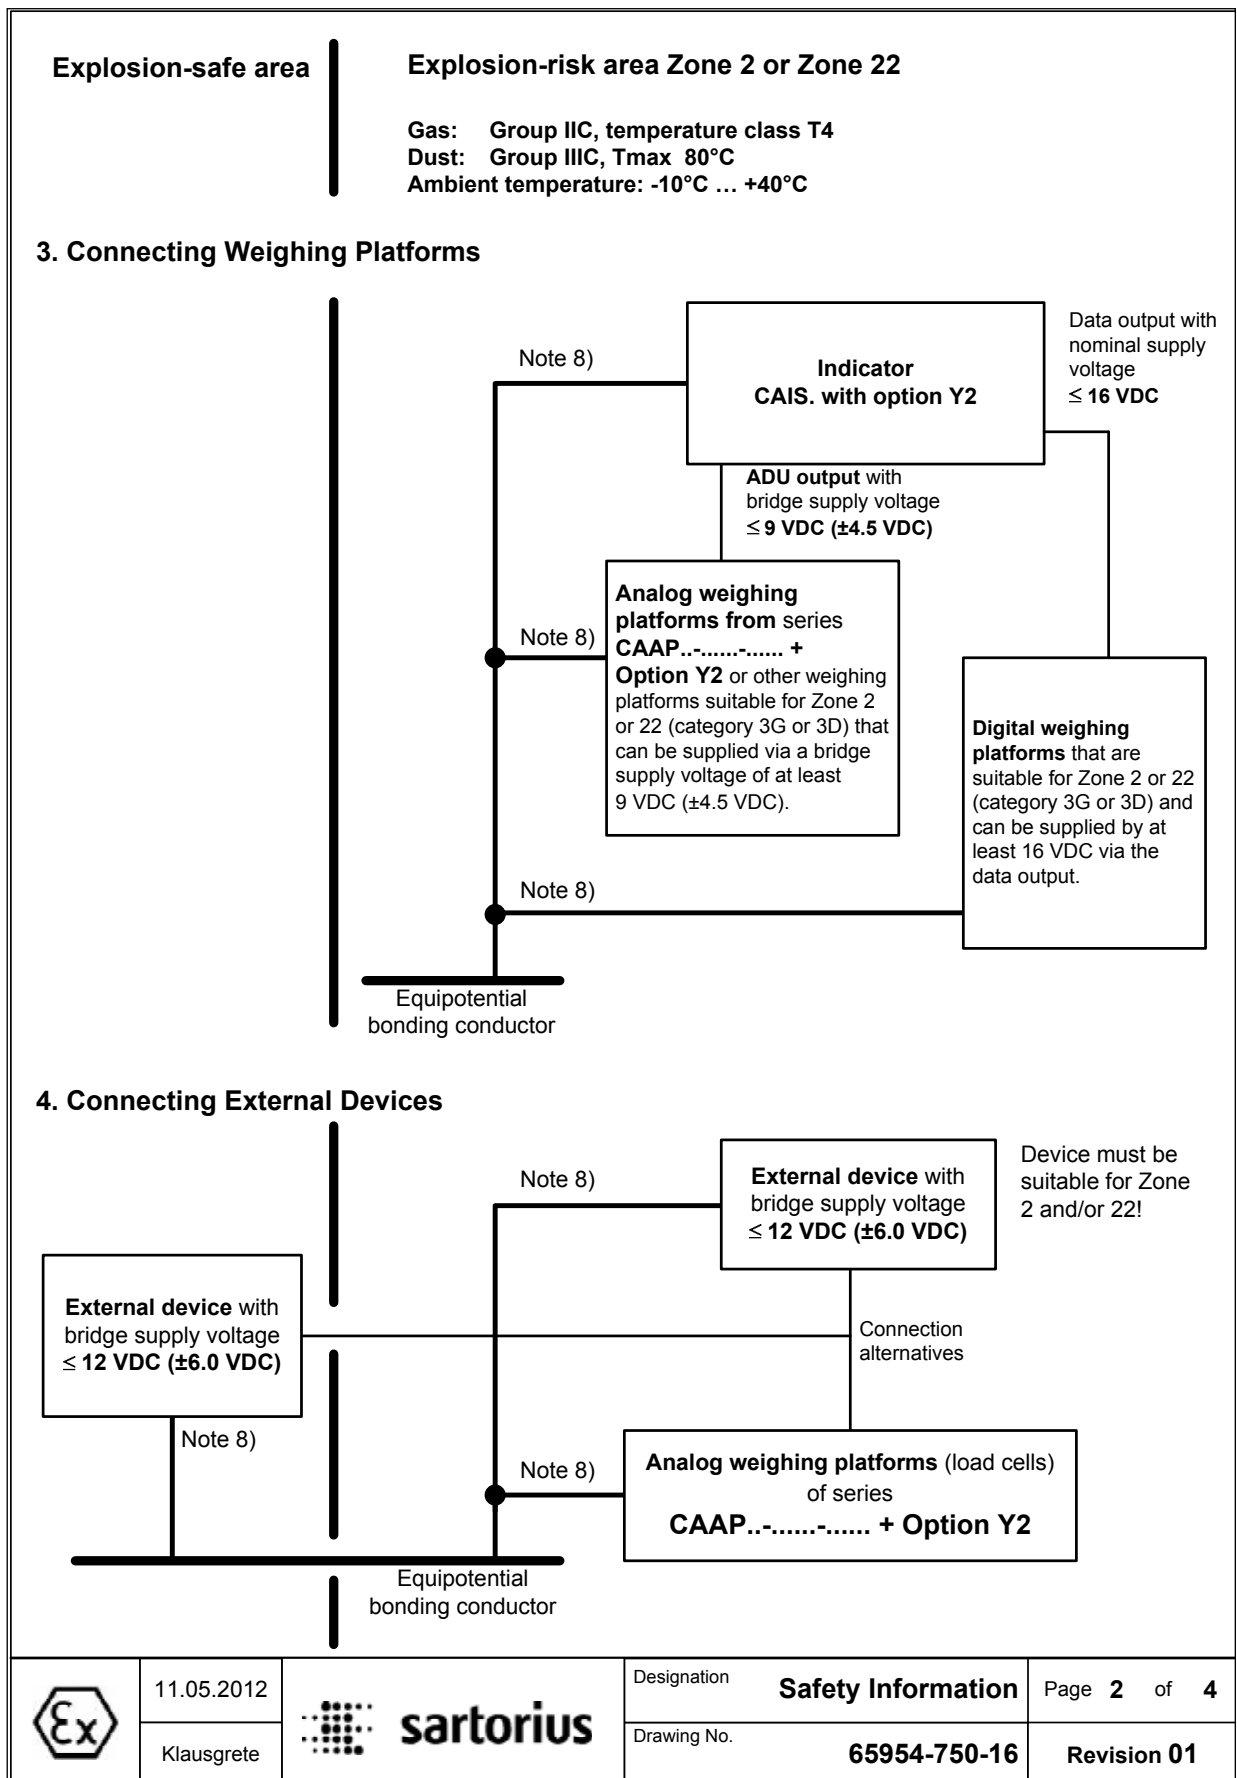 Explosion-safe area
Explosion-risk area Zone 2 or Zone 22
Gas: Group IIC, temperature class T4
Dust: Group IIIC, Tmax 80°C
Ambient temperature: -10°C … +40°C
3. Connecting Weighing Platforms
Note 8)
Indicator
CAIS. with option Y2
Data output with
nominal supply
voltage
≤ 16 VDC
ADU output with
bridge supply voltage
≤ 9 VDC (±4.5 VDC)
Note 8)
Analog weighing
platforms from series
CAAP..-......-...... +
Option Y2 or other weighing
platforms suitable for Zone 2
or 22 (category 3G or 3D) that
can be supplied via a bridge
supply voltage of at least
9 VDC (±4.5 VDC).
Digital weighing
platforms that are
suitable for Zone 2 or 22
(category 3G or 3D) and
can be supplied by at
least 16 VDC via the
data output.
Note 8)
Equipotential
bonding conductor
4. Connecting External Devices
Note 8)
External device with
bridge supply voltage
≤ 12 VDC (±6.0 VDC)
Device must be
suitable for Zone
2 and/or 22!
External device with
bridge supply voltage
≤ 12 VDC (±6.0 VDC)
Connection
alternatives
Note 8)
Note 8)
Analog weighing platforms (load cells)
of series
CAAP..-......-...... + Option Y2
Equipotential
bonding conductor
Ex
11.05.2012
Klausgrete
sartorius
Designation
Safety Information
Page 2 of 4
Drawing No.
65954-750-16
Revision 01